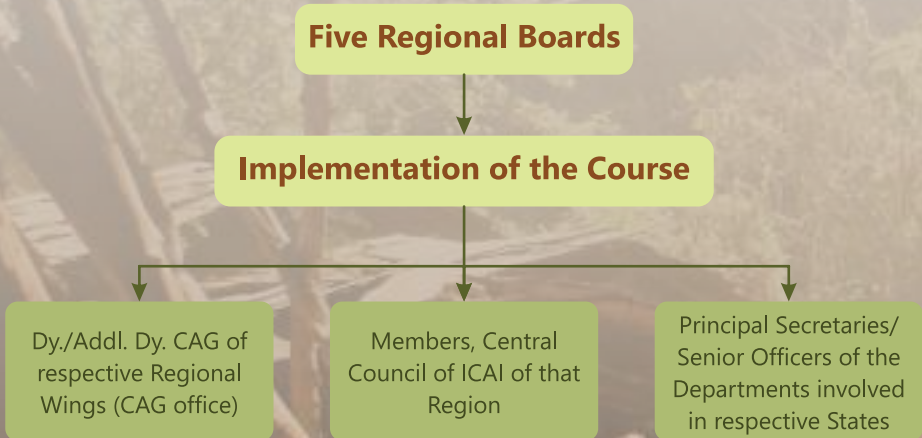 Five Regional Boards
Implementation of the Course
Dy./Addl. Dy. CAG of
respective Regional
Wings (CAG office)
Members, Central
Council of ICAI of that
Region
Principal Secretaries/
Senior Officers of the
Departments involved
in respective States